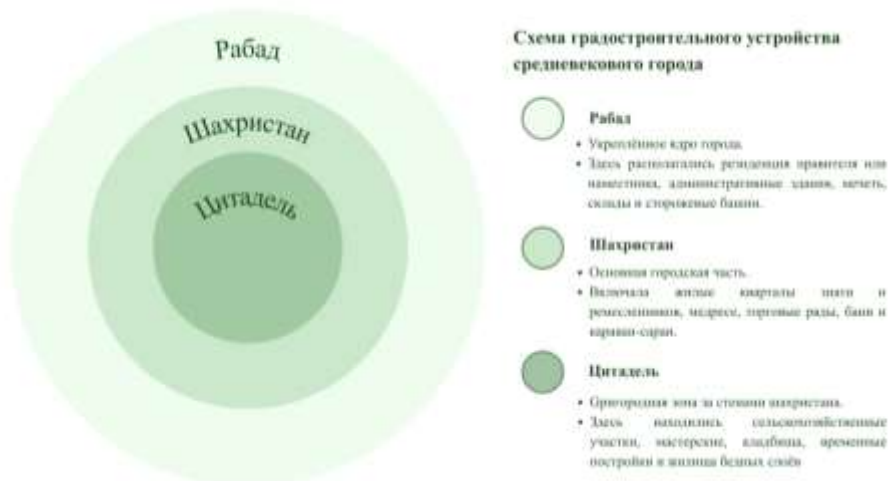 Рабад
Шахристан
Цитадель
Схема градостроительного устройства
средневекового города
Рабад
• Укреплённое ядро города.
• Здесь располагались резиденция правителя или
наместника, административные здания, мечеть,
склады и сторожевые башни.
Шахристан
• Основная городская часть.
• Включала жилые кварталы знати и
ремесленников, медресе, торговые ряды, бани и
караван-сараи.
Цитадель
• Пригородная зона за стенами шахристана.
• Здесь находились сельскохозяйственные
участки, мастерские, кладбища, временные
постройки и жилища бедных слоёв